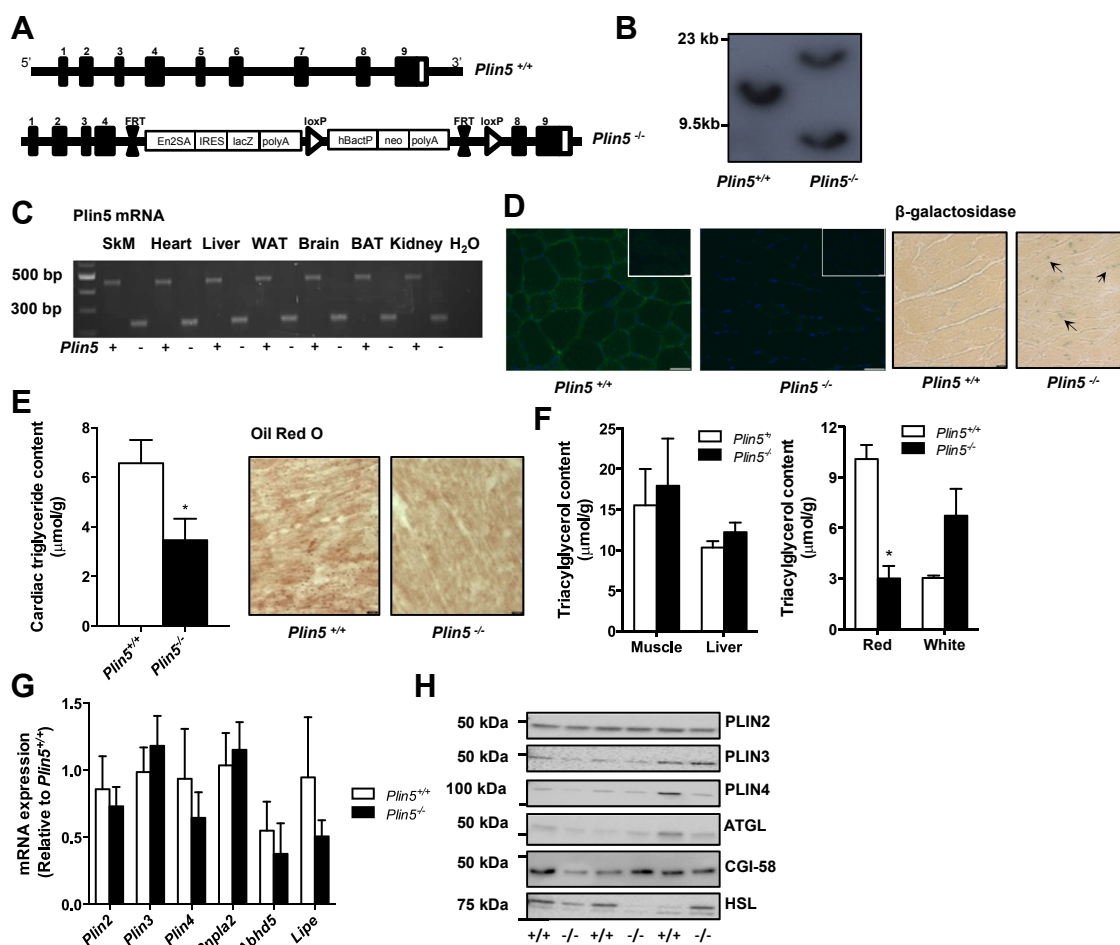 A
1 2 3 4 5 6 7 8 9
5' 3'
Plin5 +/+
1 2 3 4 FRT loxP FRT loxP 8 9
En2SA IRES lacZ polyA hBactP neo polyA
Plin5 -/-
B
23 kb
9.5kb
Plin5+/+ Plin5-/-
C
Plin5 mRNA
SkM Heart Liver WAT Brain BAT Kidney H2O
500 bp
300 bp
Plin5 + - + - + - + - + - + - + -
D
β-galactosidase
Plin5 +/+ Plin5 -/- Plin5 +/+ Plin5 -/-
E
Cardiac triglyceride content
(μmol/g)
8
6
4
2
0
*
Plin5+/+ Plin5-/-
Oil Red O
Plin5 +/+ Plin5 -/-
F
Triacylglycerol content
(μmol/g)
25
20
15
10
5
0
Muscle Liver
Plin5+/
Plin5-/-
Triacylglycerol content
(μmol/g)
12
9
6
3
0
*
Red White
Plin5+/+
Plin5-/-
G
mRNA expression
(Relative to Plin5+/+)
1.5
1.0
0.5
0.0
Plin2 Plin3 Plin4 Pnpla2 Abhd5 Lipe
Plin5+/+
Plin5-/-
H
50 kDa PLIN2
50 kDa PLIN3
100 kDa PLIN4
50 kDa ATGL
50 kDa CGI-58
75 kDa HSL
+/+ -/- +/+ -/- +/+ -/-